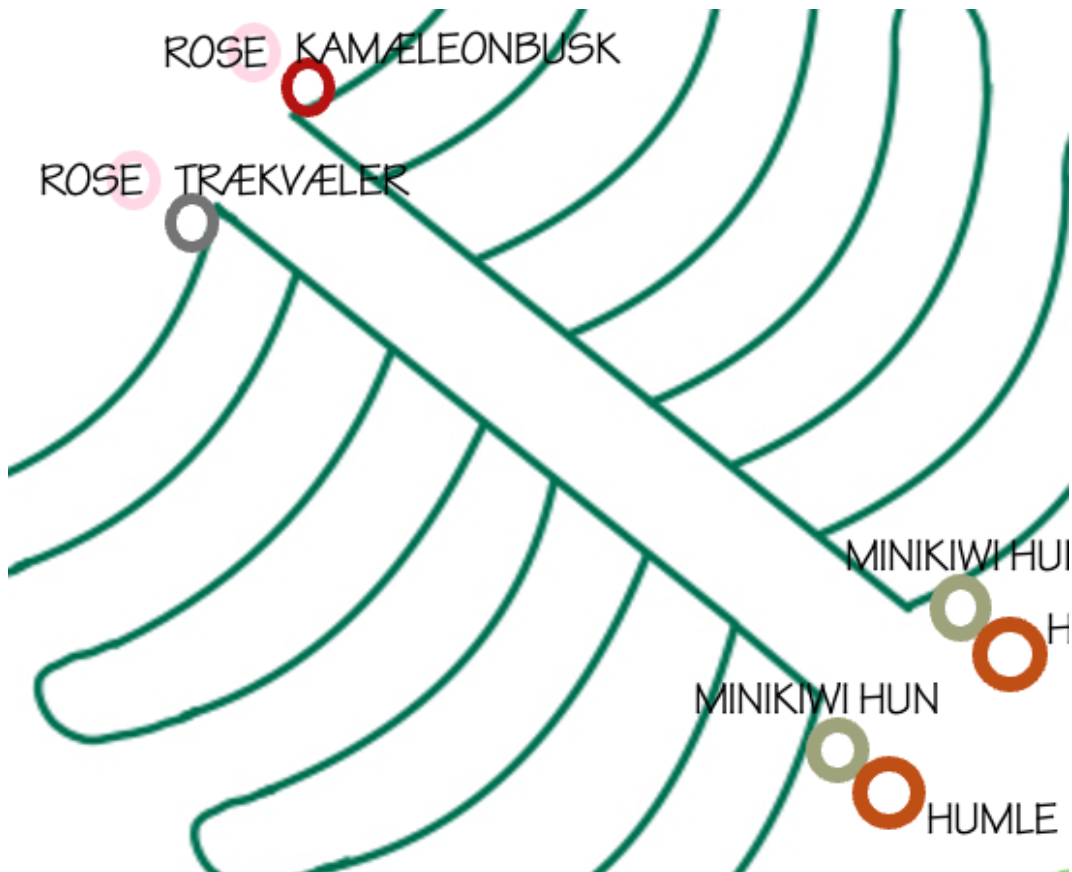 ROSE KAMÆLEONBUSK
ROSE TRÆKVÆLER
MINIKIWI HUN
H
MINIKIWI HUN
HUMLE